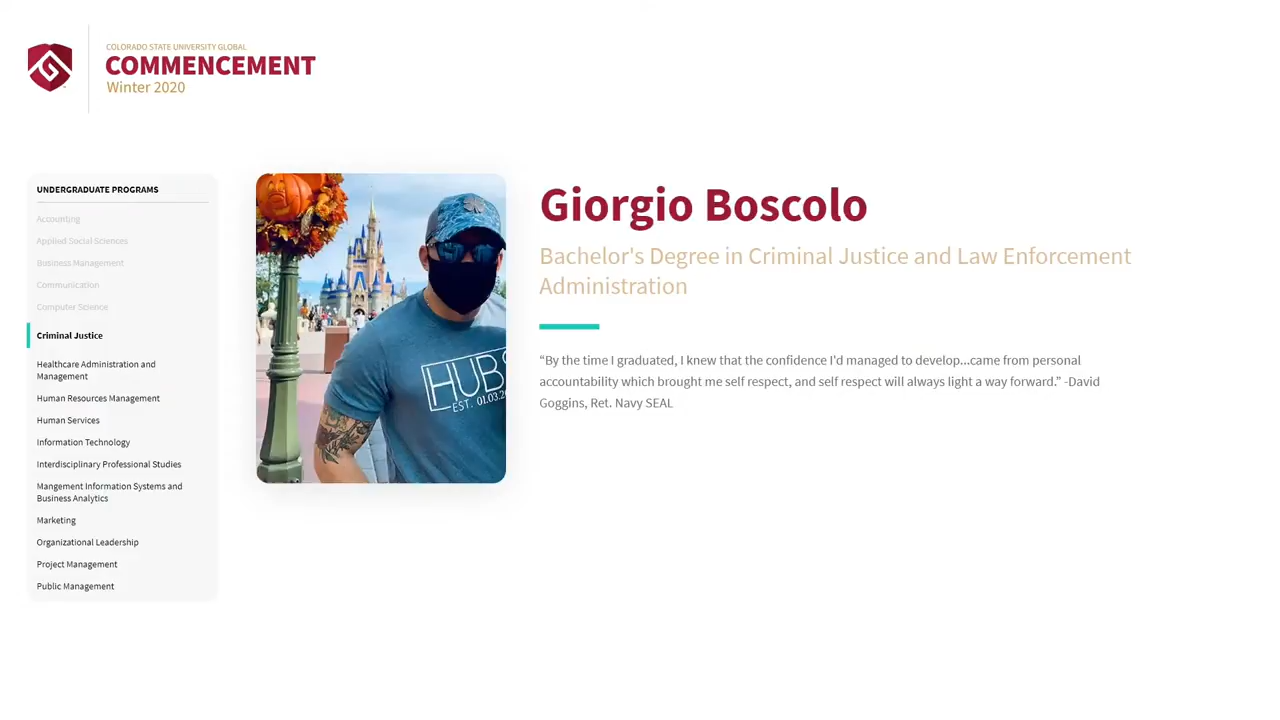 COLORADO STATE UNIVERSITY GLOBAL
COMMENCEMENT
Winter 2020
UNDERGRADUATE PROGRAMS
Accounting
Applied Social Sciences
Business Management
Communication
Computer Science
Criminal Justice
Healthcare Administration and
Management
Human Resources Management
Human Services
Information Technology
Interdisciplinary Professional Studies
Mangement Information Systems and
Business Analytics
Marketing
Organizational Leadership
Project Management
Public Management
HUBS
EST. 01.03.20
Giorgio Boscolo
Bachelor's Degree in Criminal Justice and Law Enforcement
Administration
“By the time I graduated, I knew that the confidence I'd managed to develop...came from personal
accountability which brought me self respect, and self respect will always light a way forward.” -David
Goggins, Ret. Navy SEAL